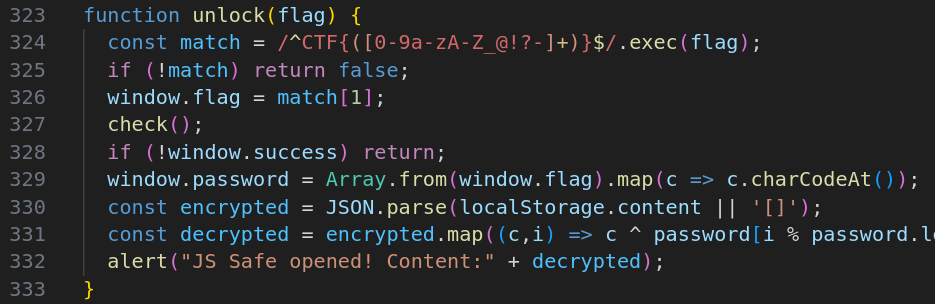 323 function unlock(flag) {
324 const match = /^CTF{([0-9a-zA-Z_@!?-]+)}$/.exec(flag);
325 if (!match) return false;
326 window.flag = match[1];
327 check();
328 if (!window.success) return;
329 window.password = Array.from(window.flag).map(c => c.charCodeAt());
330 const encrypted = JSON.parse(localStorage.content || '[]');
331 const decrypted = encrypted.map((c,i) => c ^ password[i % password.l
332 alert("JS Safe opened! Content:" + decrypted);
333 }